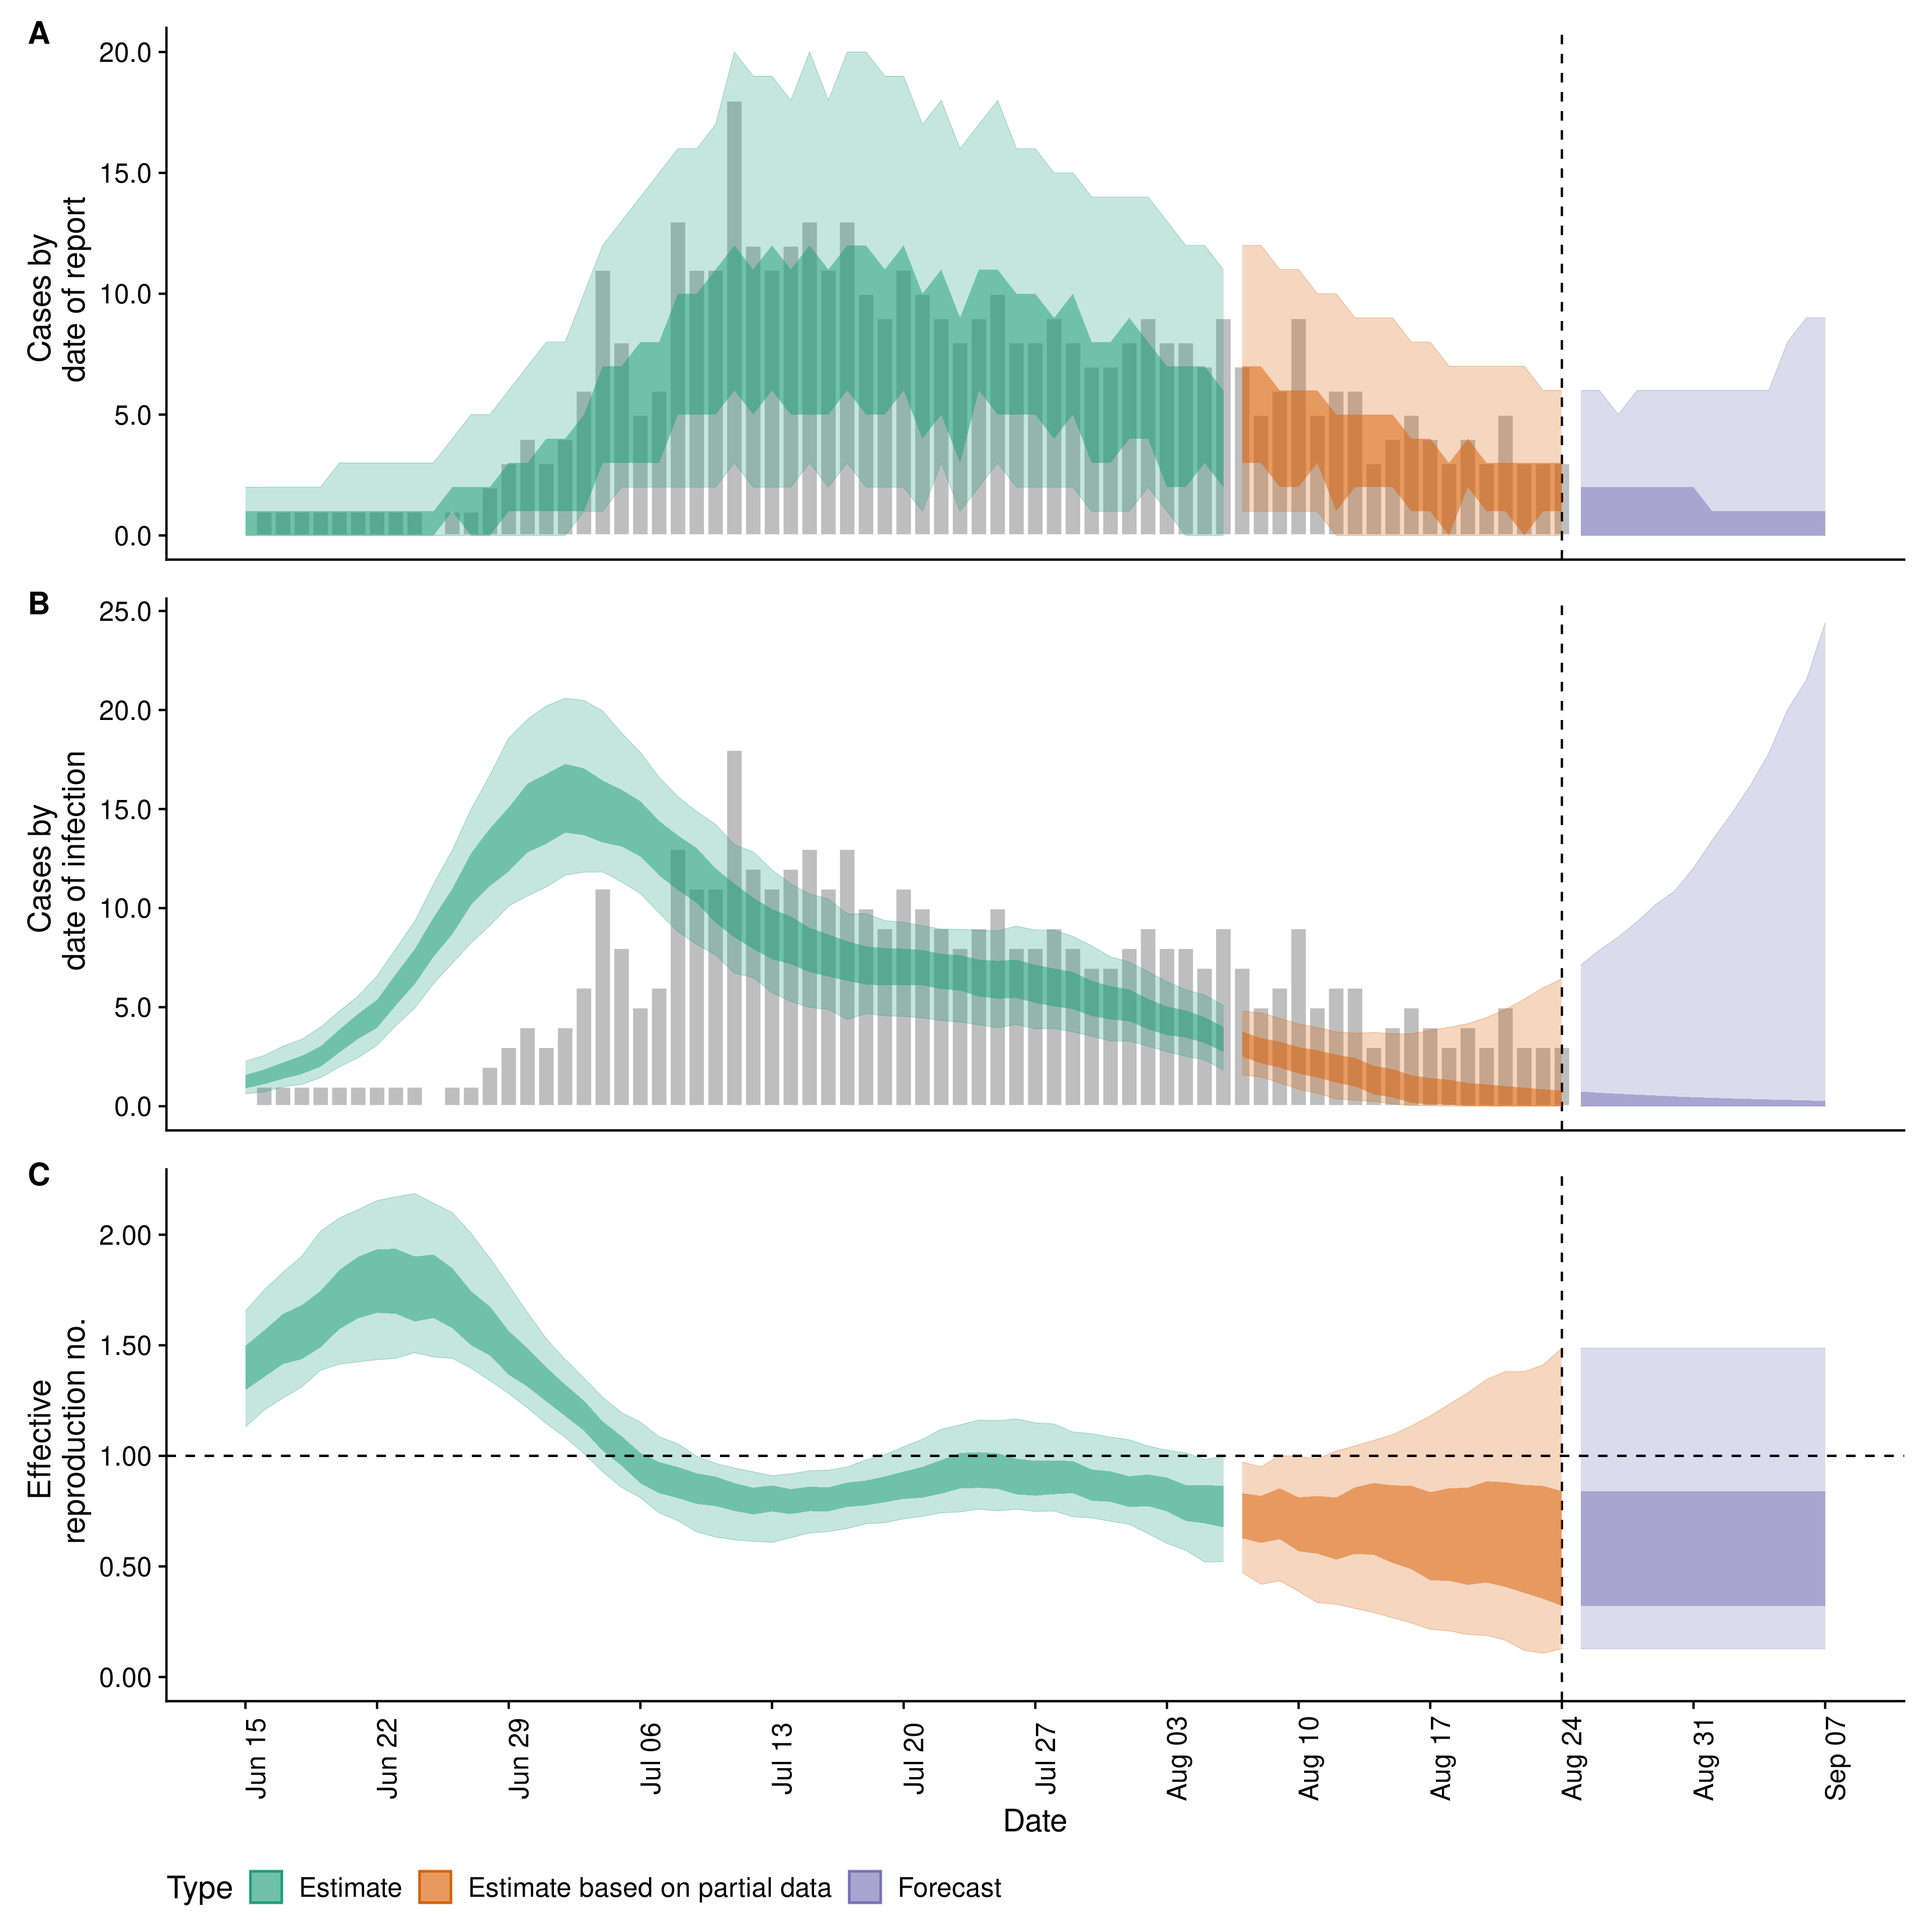 A
20.0
15.0
10.0
5.0
0.0
Cases by
date of report
B
25.0
20.0
15.0
10.0
5.0
0.0
Cases by
date of infection
C
2.00
1.50
1.00
0.50
0.00
Effective
reproduction no.
Jun 15
Jun 22
Jun 29
Jul 06
Jul 13
Jul 20
Jul 27
Aug 03
Aug 10
Aug 17
Aug 24
Aug 31
Sep 07
Date
Type Estimate Estimate based on partial data Forecast